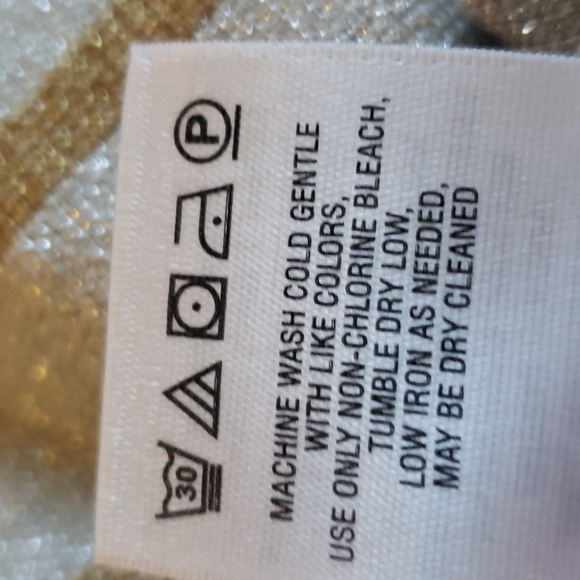 30
P
MACHINE WASH COLD GENTLE
WITH LIKE COLORS,
USE ONLY NON-CHLORINE BLEACH,
TUMBLE DRY LOW,
LOW IRON AS NEEDED,
MAY BE DRY CLEANED